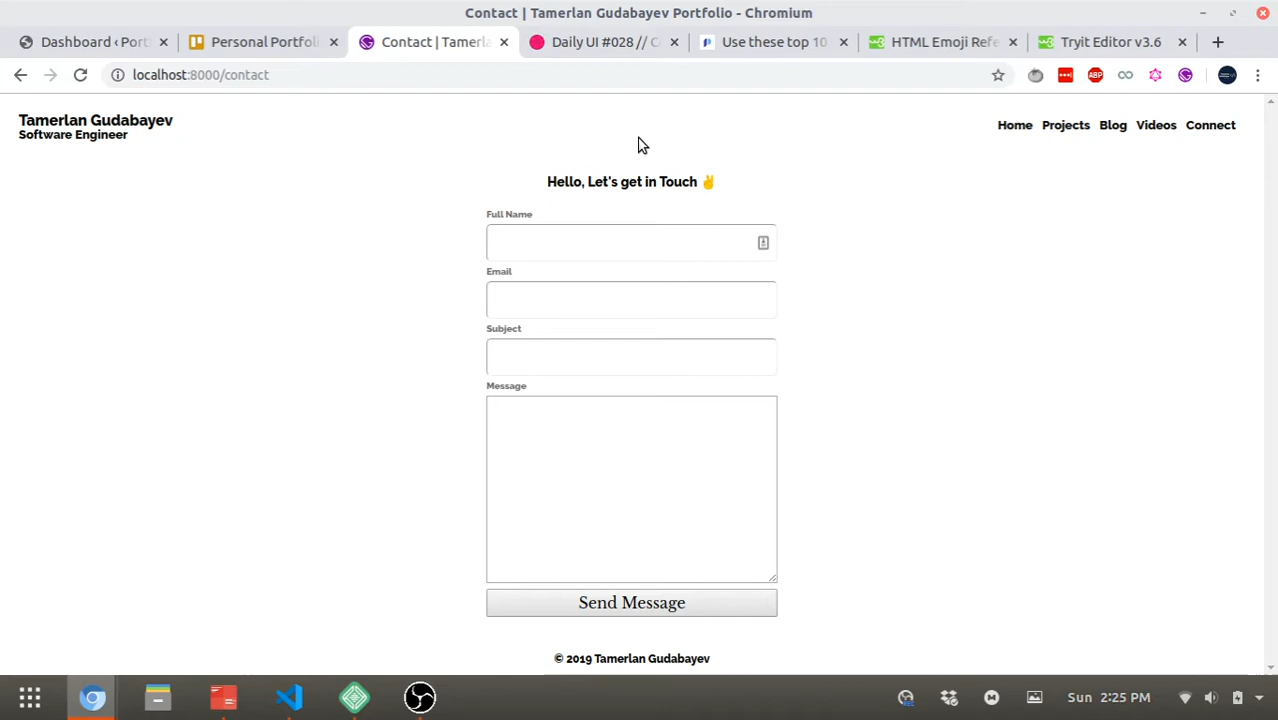 Contact | Tamerlan Gudabayev Portfolio - Chromium
Dashboard ‹ Port
Personal Portfoli
Contact | Tamerla
Daily UI #028 // C
Use these top 10
HTML Emoji Refe
Tryit Editor v3.6
localhost:8000/contact
ABP
Tamerlan Gudabayev
Software Engineer
Home Projects Blog Videos Connect
Hello, Let's get in Touch ✌
Full Name
Email
Subject
Message
Send Message
© 2019 Tamerlan Gudabayev
Sun 2:25 PM